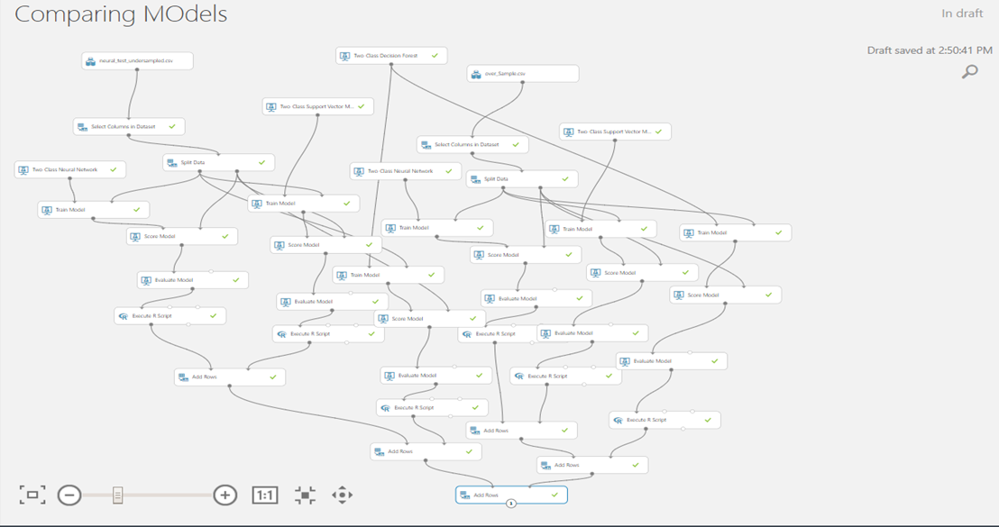 Comparing MOdels
In draft
Draft saved at 2:50:41 PM
neural_test_undersampled.csv
Two Class Decision Forest
over_Sample.csv
Two Class Support Vector M...
Select Columns in Dataset
Two Class Support Vector M...
Select Columns in Dataset
Split Data
Two Class Neural Network
Two Class Neural Network
Split Data
Train Model
Train Model
Train Model
Train Model
Train Model
Score Model
Score Model
Score Model
Train Model
Score Model
Evaluate Model
Evaluate Model
Evaluate Model
Score Model
Execute R Script
Score Model
Execute R Script
Execute R Script
Evaluate Model
Evaluate Model
Add Rows
Evaluate Model
Execute R Script
Execute R Script
Execute R Script
Add Rows
Add Rows
Add Rows
Add Rows
1:1
1